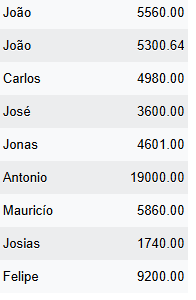 João 5560.00
João 5300.64
Carlos 4980.00
José 3600.00
Jonas 4601.00
Antonio 19000.00
Mauricío 5860.00
Josias 1740.00
Felipe 9200.00